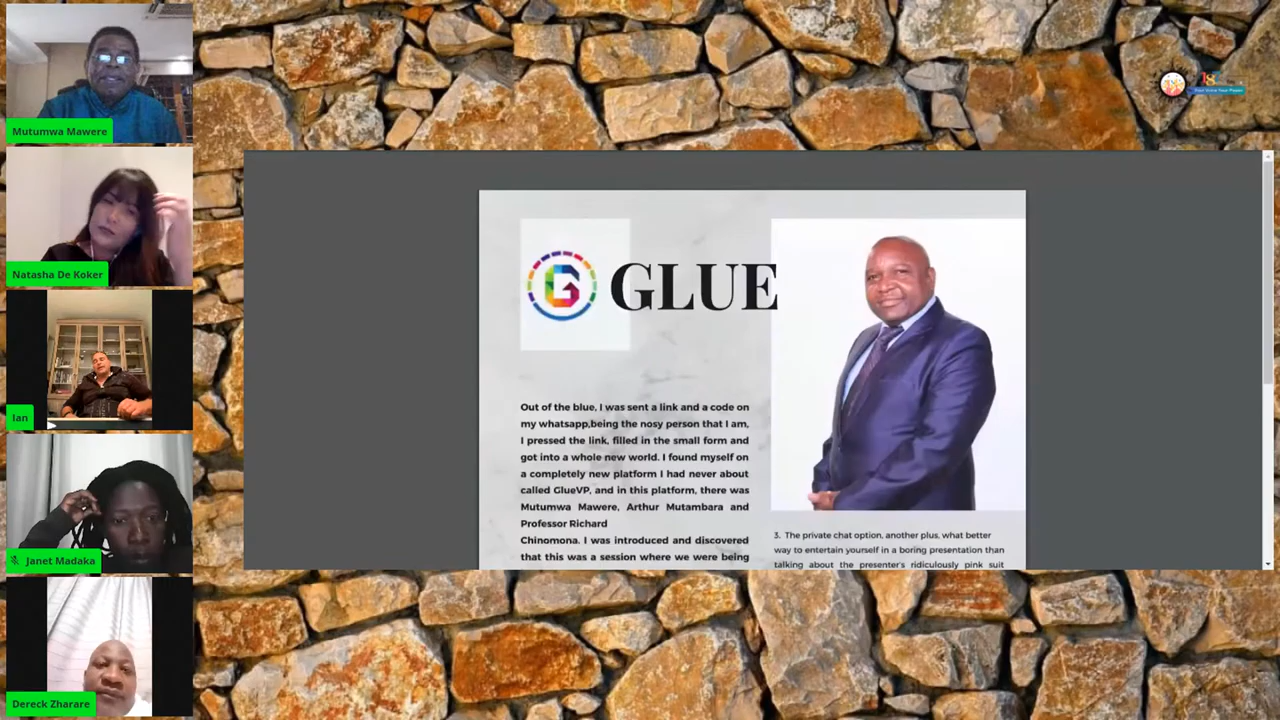 Mutumwa Mawere
Natasha De Koker
Ian
Janet Madaka
Dereck Zharare
18
Your Voice Your Power
G GLUE
Out of the blue, I was sent a link and a code on
my whatsapp,being the nosy person that I am,
I pressed the link, filled in the small form and
got into a whole new world. I found myself on
a completely new platform I had never about
called GlueVP, and in this platform, there was
Mutumwa Mawere, Arthur Mutambara and
Professor Richard
Chinomona. I was introduced and discovered
that this was a session where we were being
3. The private chat option, another plus, what better
way to entertain yourself in a boring presentation than
talking about the presenter's ridiculously pink suit